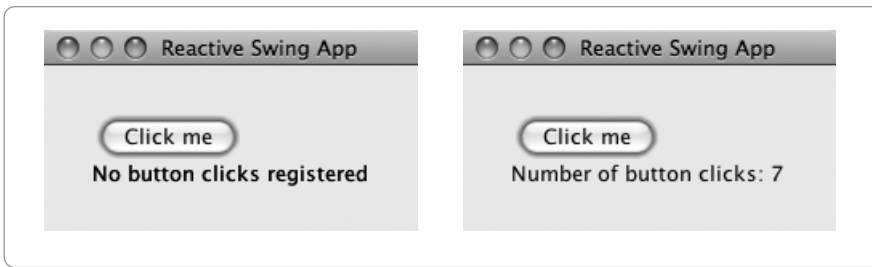 Reactive Swing App
Click me
No button clicks registered
Reactive Swing App
Click me
Number of button clicks: 7